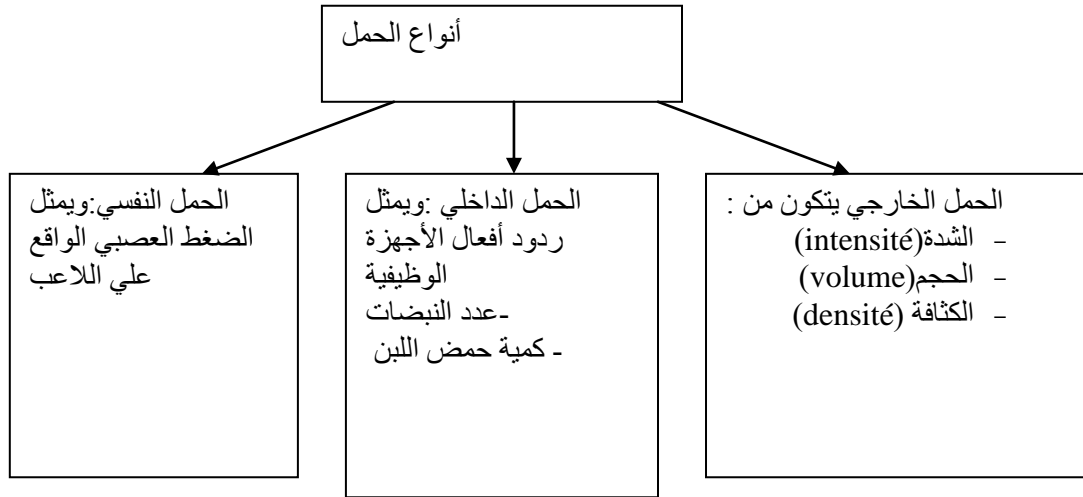 أنواع الحمل
الحمل الخارجي يتكون من :
- الشدة(intensité)
- الحجم(volume)
- الكثافة (densité)
الحمل الداخلي :ويمثل
ردود أفعال الأجهزة
الوظيفية
-عدد النبضات
- كمية حمض اللبن
الحمل النفسي:ويمثل
الضغط العصبي الواقع
علي اللاعب